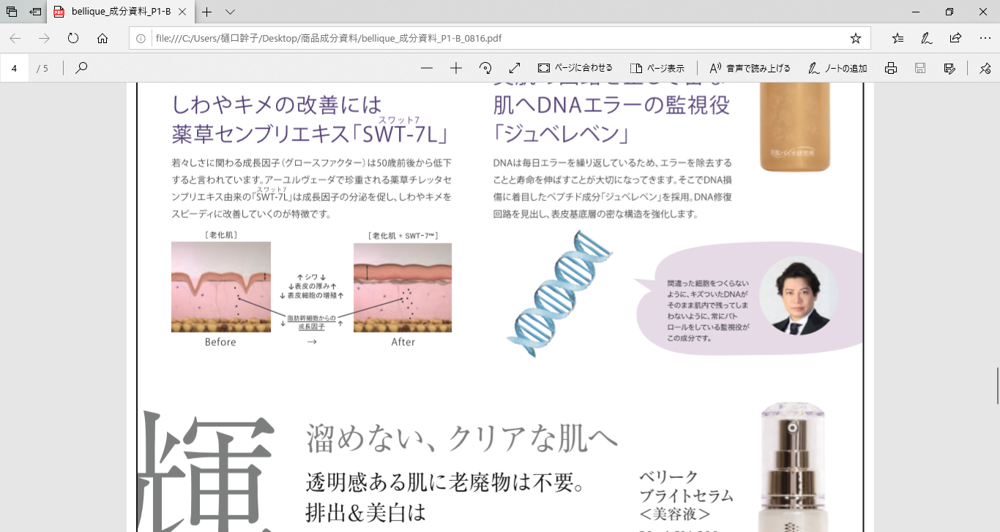 bellique_成分資料_P1-B
file:///C:/Users/樋口幹子/Desktop/商品成分資料/bellique_成分資料_P1-B_0816.pdf
4 / 5
ページに合わせる
ページ表示
音声で読み上げる
ノートの追加
しわやキメの改善には
スワット7
薬草センブリエキス「SWT-7L」
若々しさに関わる成長因子（グロースファクター）は50歳前後から低下
すると言われています。アーユルヴェーダで珍重される薬草チレッタセ
スワット7
ンブリエキス由来の「SWT-7L」は成長因子の分泌を促し、しわやキメを
スピーディに改善していくのが特徴です。
［老化肌］
［老化肌 + SWT-7™］
↑ シワ ↓
↓表皮の厚み↑
↓ 表皮細胞の増殖↑
↓ 脂肪幹細胞からの ↑
成長因子
Before → After
肌へDNAエラーの監視役
「ジュベレベン」
DNAは毎日エラーを繰り返しているため、エラーを除去する
ことと寿命を伸ばすことが大切になってきます。そこでDNA損
傷に着目したペプチド成分「ジュベレベン」を採用。DNA修復
回路を見出し、表皮基底層の密な構造を強化します。
間違った細胞をつくらない
ように、キズついたDNAが
そのまま肌内で残ってしま
わないように、常にパト
ロールをしている監視役が
この成分です。
美肌バイオ研究所
輝
溜めない、クリアな肌へ
透明感ある肌に老廃物は不要。
排出＆美白は
ベリーク
ブライトセラム
＜美容液＞